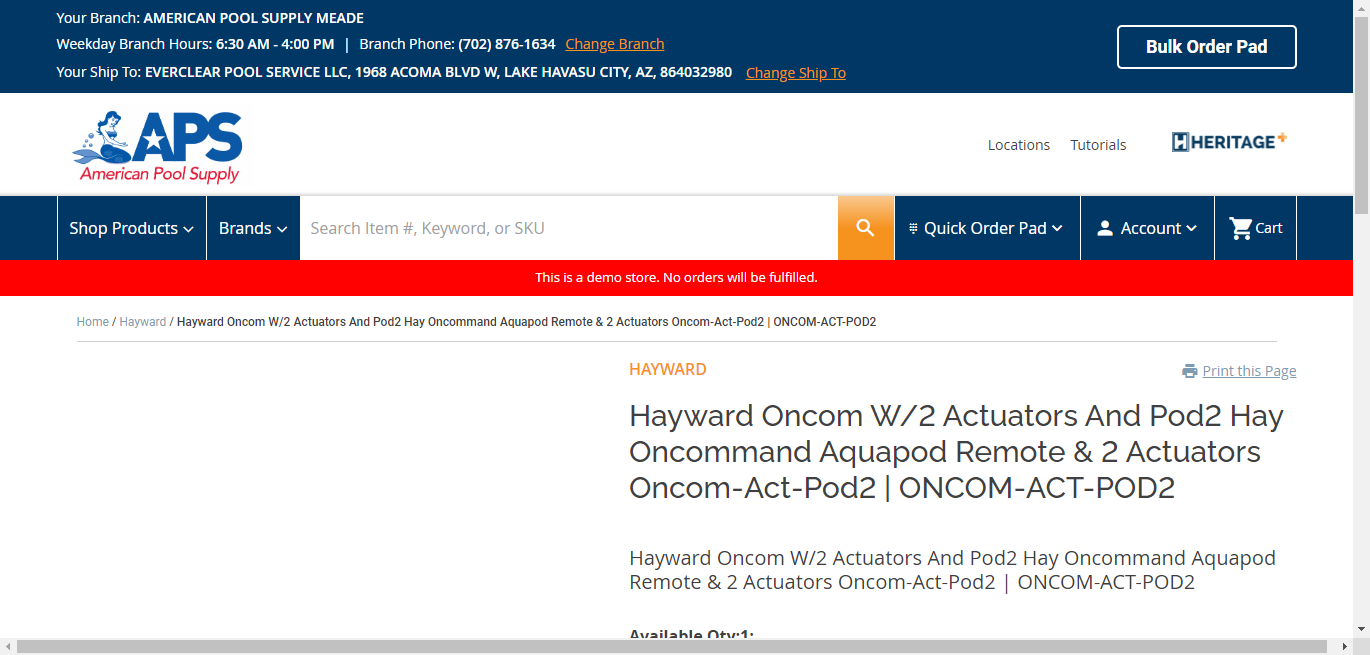 Your Branch: AMERICAN POOL SUPPLY MEADE
Weekday Branch Hours: 6:30 AM - 4:00 PM | Branch Phone: (702) 876-1634 Change Branch
Your Ship To: EVERCLEAR POOL SERVICE LLC, 1968 ACOMA BLVD W, LAKE HAVASU CITY, AZ, 864032980 Change Ship To
Bulk Order Pad
APS
American Pool Supply
Locations Tutorials HERITAGE+
Shop Products Brands Search Item #, Keyword, or SKU Quick Order Pad Account Cart
This is a demo store. No orders will be fulfilled.
Home / Hayward / Hayward Oncom W/2 Actuators And Pod2 Hay Oncommand Aquapod Remote & 2 Actuators Oncom-Act-Pod2 | ONCOM-ACT-POD2
HAYWARD
Print this Page
Hayward Oncom W/2 Actuators And Pod2 Hay
Oncommand Aquapod Remote & 2 Actuators
Oncom-Act-Pod2 | ONCOM-ACT-POD2
Hayward Oncom W/2 Actuators And Pod2 Hay Oncommand Aquapod
Remote & 2 Actuators Oncom-Act-Pod2 | ONCOM-ACT-POD2
Available Qty:1: